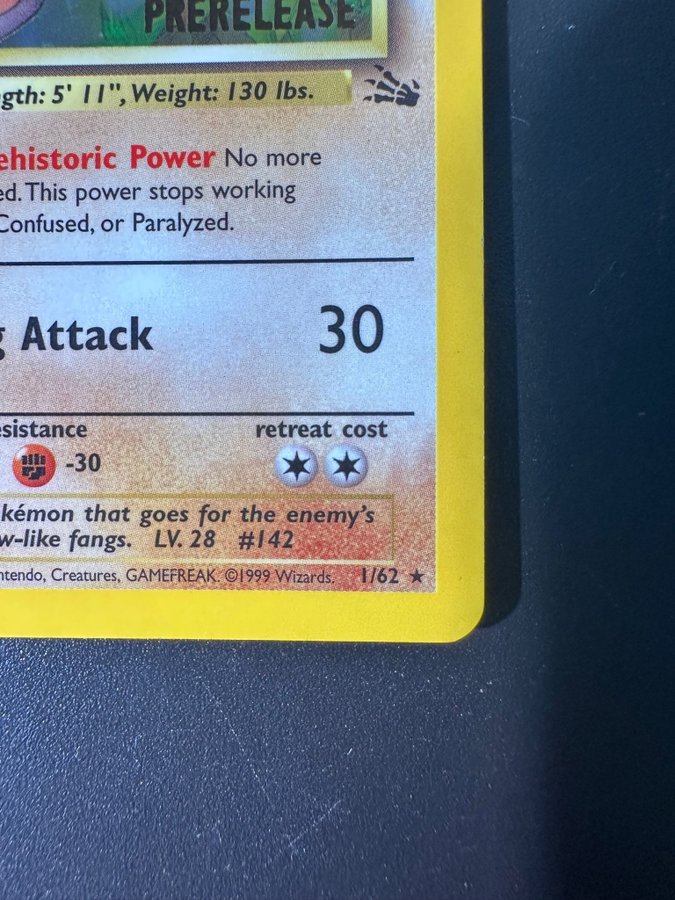 PRERELEASE
gth: 5' 11", Weight: 130 lbs.
ehistoric Power No more
ed. This power stops working
Confused, or Paralyzed.
g Attack 30
esistance retreat cost
-30
kémon that goes for the enemy's
w-like fangs. LV. 28 #142
ntendo, Creatures, GAMEFREAK. ©1999 Wizards. 1/62 ★